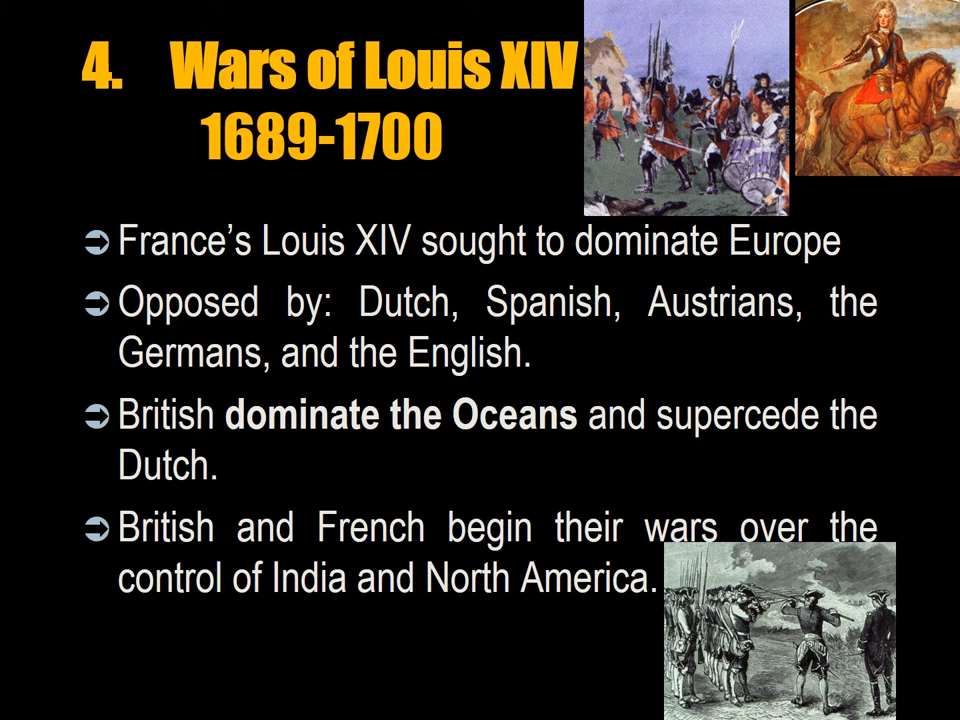 4. Wars of Louis XIV
1689-1700
France’s Louis XIV sought to dominate Europe
Opposed by: Dutch, Spanish, Austrians, the
Germans, and the English.
British dominate the Oceans and supercede the
Dutch.
British and French begin their wars over the
control of India and North America.